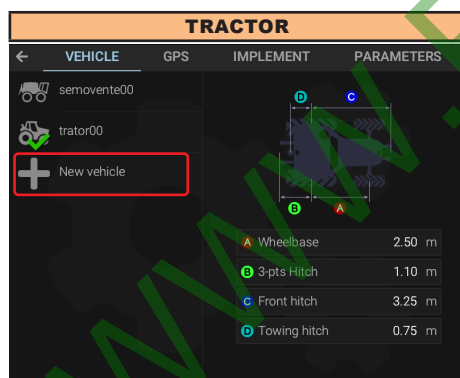 TRACTOR
VEHICLE GPS IMPLEMENT PARAMETERS
semovente00
trator00
New vehicle
D C
B A
A Wheelbase 2.50 m
B 3-pts Hitch 1.10 m
C Front hitch 3.25 m
D Towing hitch 0.75 m